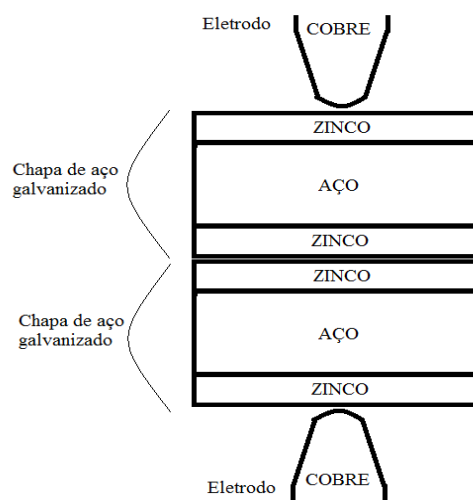 Eletrodo
COBRE
ZINCO
Chapa de aço
galvanizado
AÇO
ZINCO
ZINCO
Chapa de aço
galvanizado
AÇO
ZINCO
COBRE
Eletrodo